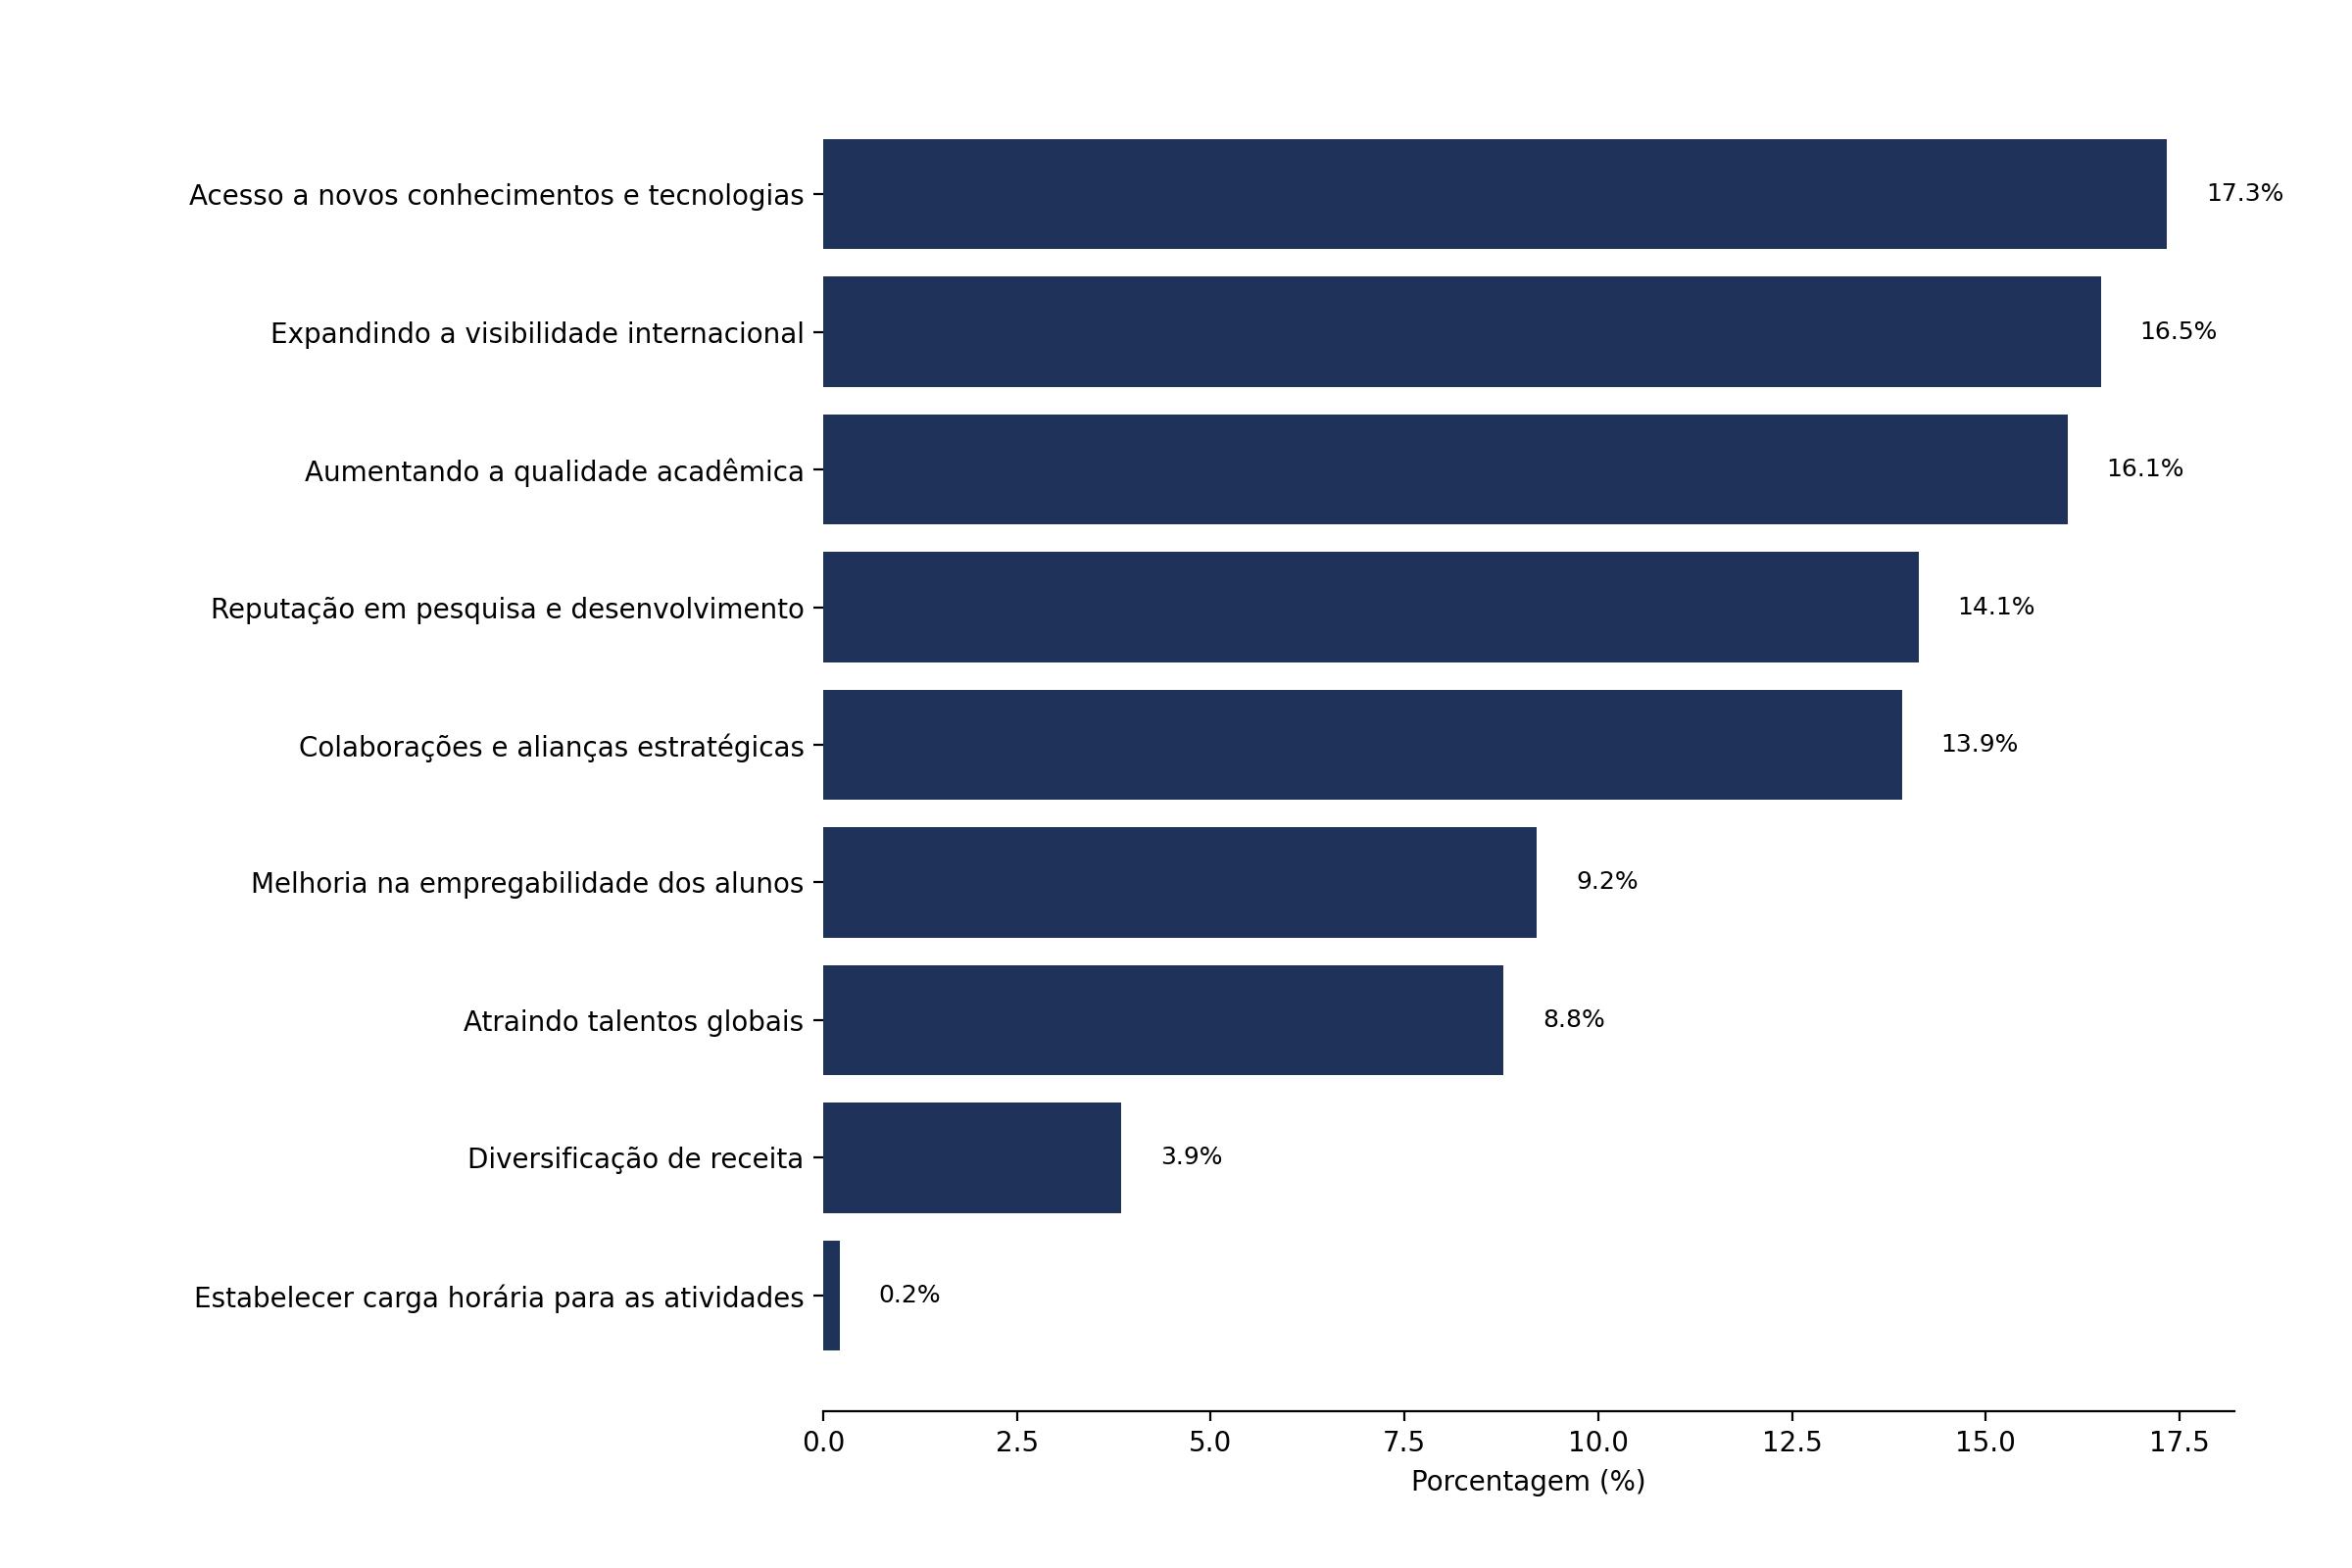 Acesso a novos conhecimentos e tecnologias 17.3%
Expandindo a visibilidade internacional 16.5%
Aumentando a qualidade acadêmica 16.1%
Reputação em pesquisa e desenvolvimento 14.1%
Colaborações e alianças estratégicas 13.9%
Melhoria na empregabilidade dos alunos 9.2%
Atraindo talentos globais 8.8%
Diversificação de receita 3.9%
Estabelecer carga horária para as atividades 0.2%
0.0 2.5 5.0 7.5 10.0 12.5 15.0 17.5
Porcentagem (%)